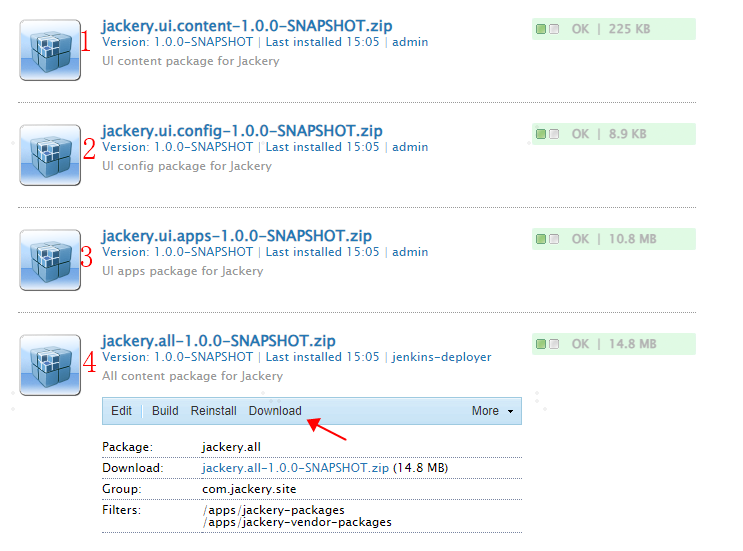 jackery.ui.content-1.0.0-SNAPSHOT.zip
1 Version: 1.0.0-SNAPSHOT | Last installed 15:05 | admin OK | 225 KB
UI content package for Jackery
jackery.ui.config-1.0.0-SNAPSHOT.zip OK | 8.9 KB
2 Version: 1.0.0-SNAPSHOT | Last installed 15:05 | admin
UI config package for Jackery
jackery.ui.apps-1.0.0-SNAPSHOT.zip OK | 10.8 MB
3 Version: 1.0.0-SNAPSHOT | Last installed 15:05 | admin
UI apps package for Jackery
jackery.all-1.0.0-SNAPSHOT.zip OK | 14.8 MB
4 Version: 1.0.0-SNAPSHOT | Last installed 15:05 | jenkins-deployer
All content package for Jackery
Edit Build Reinstall Download More
Package: jackery.all
Download: jackery.all-1.0.0-SNAPSHOT.zip (14.8 MB)
Group: com.jackery.site
Filters: /apps/jackery-packages
/apps/jackery-vendor-packages